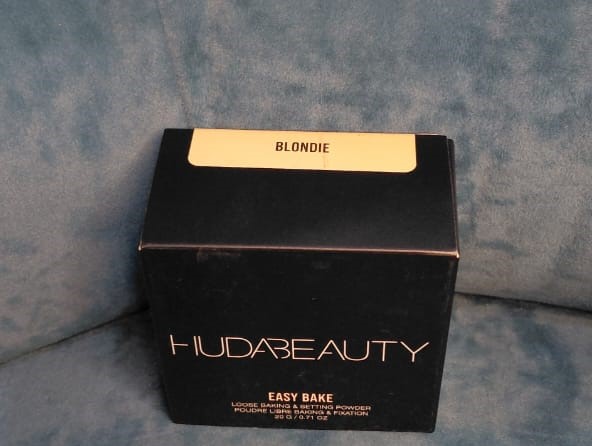 BLONDIE
HUDABEAUTY
EASY BAKE
LOOSE BAKING & SETTING POWDER
POUDRE LIBRE BAKING & FIXATION
20 G / 0.71 OZ